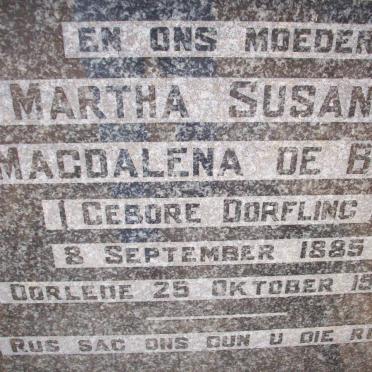 EN ONS MOEDER
MARTHA SUSAN
MAGDALENA DE B
(GEBORE DORFLING
8 SEPTEMBER 1885
OORLEDE 25 OKTOBER 19
RUS SAG ONS GUN U DIE R